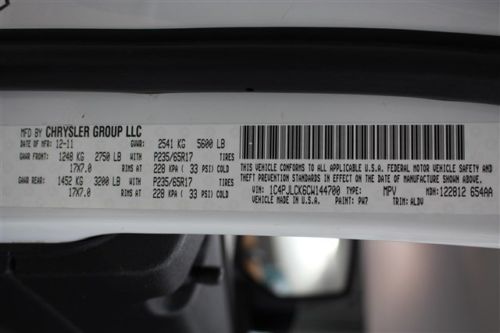 MFD BY CHRYSLER GROUP LLC
DATE OF MFR: 12-11 GVWR: 2541 KG 5600 LB
GAWR FRONT: 1248 KG 2750 LB WITH P235/65R17 TIRES
17X7.0 RIMS AT 228 KPA ( 33 PSI) COLD
GAWR REAR: 1452 KG 3200 LB WITH P235/65R17 TIRES
17X7.0 RIMS AT 228 KPA ( 33 PSI) COLD
THIS VEHICLE CONFORMS TO ALL APPLICABLE U.S.A. FEDERAL MOTOR
VEHICLE SAFETY, BUMPER AND THEFT PREVENTION STANDARDS IN EFFECT ON
THE DATE OF MANUFACTURE SHOWN ABOVE.
VIN: 1C4PJLCK6CW144700 TYPE: MPV MDH: 122812 654AA
VEHICLE MADE IN U.S.A. PAINT: PW7 TRIM: ALDV